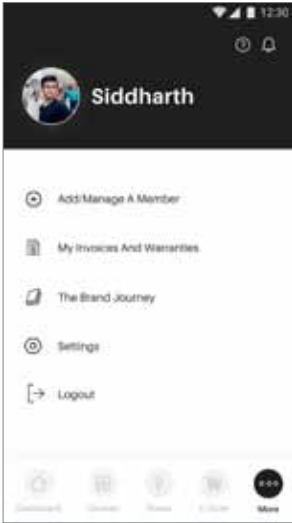 12:30
Siddharth
Add/Manage A Member
My Invoices And Warranties
The Brand Journey
Settings
Logout
More